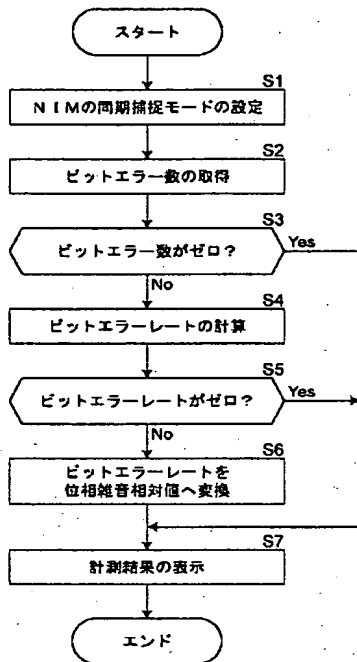 スタート
S1
NIMの同期捕捉モードの設定
S2
ビットエラー数の取得
S3
ビットエラー数がゼロ？
Yes
No
S4
ビットエラーレートの計算
S5
ビットエラーレートがゼロ？
Yes
No
S6
ビットエラーレートを
位相雑音相対値へ変換
S7
計測結果の表示
エンド